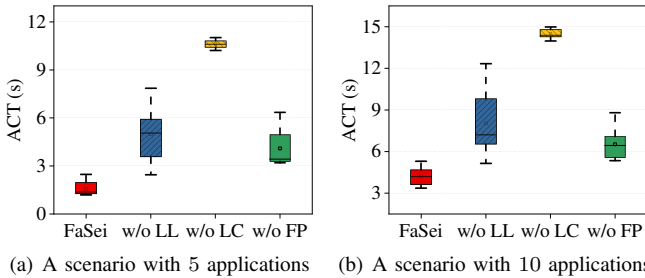 12
9
6
3
0
ACT (s)
FaSei w/o LL w/o LC w/o FP
(a) A scenario with 5 applications
15
12
9
6
3
ACT (s)
FaSei w/o LL w/o LC w/o FP
(b) A scenario with 10 applications